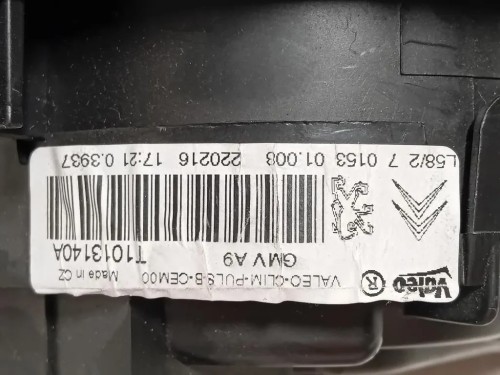 Valeo ®
VALEO-CLIM-PULS-B-CEM00 Made in CZ
GMV A9 T1013140A
L58/2 7 0153 01.008 220216 17:21 0.3937